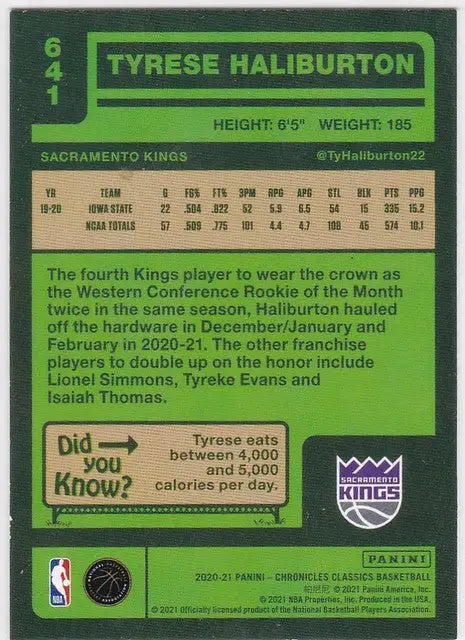 641
TYRESE HALIBURTON
HEIGHT: 6'5" WEIGHT: 185
SACRAMENTO KINGS @TyHaliburton22
YR TEAM G FG% FT% 3PM RPG APG STL BLK PTS PPG
19-20 IOWA STATE 22 .504 .822 52 5.9 6.5 54 15 335 15.2
NCAA TOTALS 57 .509 .775 101 4.4 4.7 108 45 574 10.1
The fourth Kings player to wear the crown as
the Western Conference Rookie of the Month
twice in the same season, Haliburton hauled
off the hardware in December/January and
February in 2020-21. The other franchise
players to double up on the honor include
Lionel Simmons, Tyreke Evans and
Isaiah Thomas.
Did you Know?
Tyrese eats
between 4,000
and 5,000
calories per day.
SACRAMENTO
KINGS
NBA
PANINI
2020-21 PANINI – CHRONICLES CLASSICS BASKETBALL
帕尼尼 © 2021 Panini America, Inc.
© 2021 NBA Properties, Inc. Produced in the USA.
© 2021 Officially licensed product of the National Basketball Players Association.